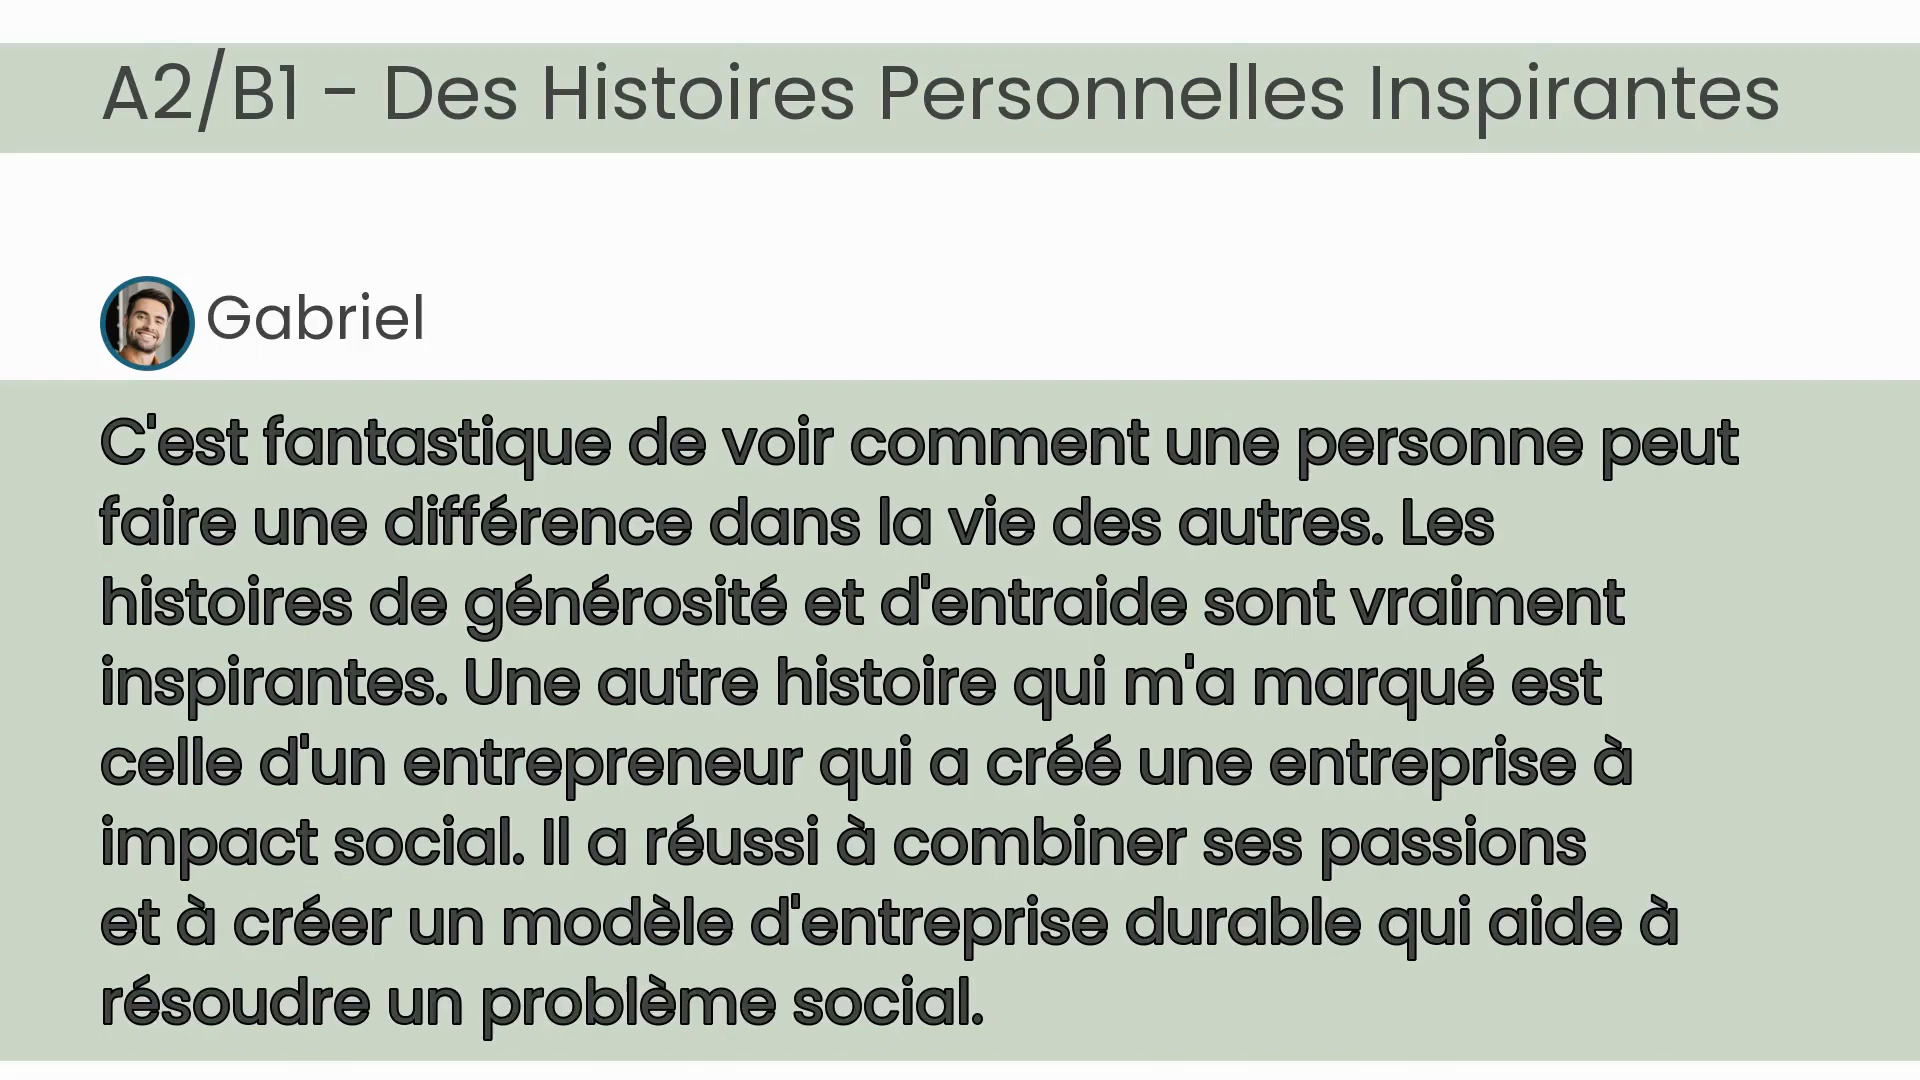 A2/B1 - Des Histoires Personnelles Inspirantes
Gabriel
C'est fantastique de voir comment une personne peut
faire une différence dans la vie des autres. Les
histoires de générosité et d'entraide sont vraiment
inspirantes. Une autre histoire qui m'a marqué est
celle d'un entrepreneur qui a créé une entreprise à
impact social. Il a réussi à combiner ses passions
et à créer un modèle d'entreprise durable qui aide à
résoudre un problème social.